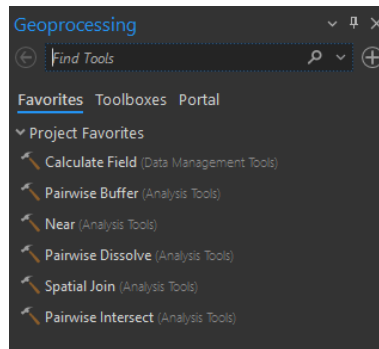 Geoprocessing
Find Tools
Favorites Toolboxes Portal
Project Favorites
Calculate Field (Data Management Tools)
Pairwise Buffer (Analysis Tools)
Near (Analysis Tools)
Pairwise Dissolve (Analysis Tools)
Spatial Join (Analysis Tools)
Pairwise Intersect (Analysis Tools)